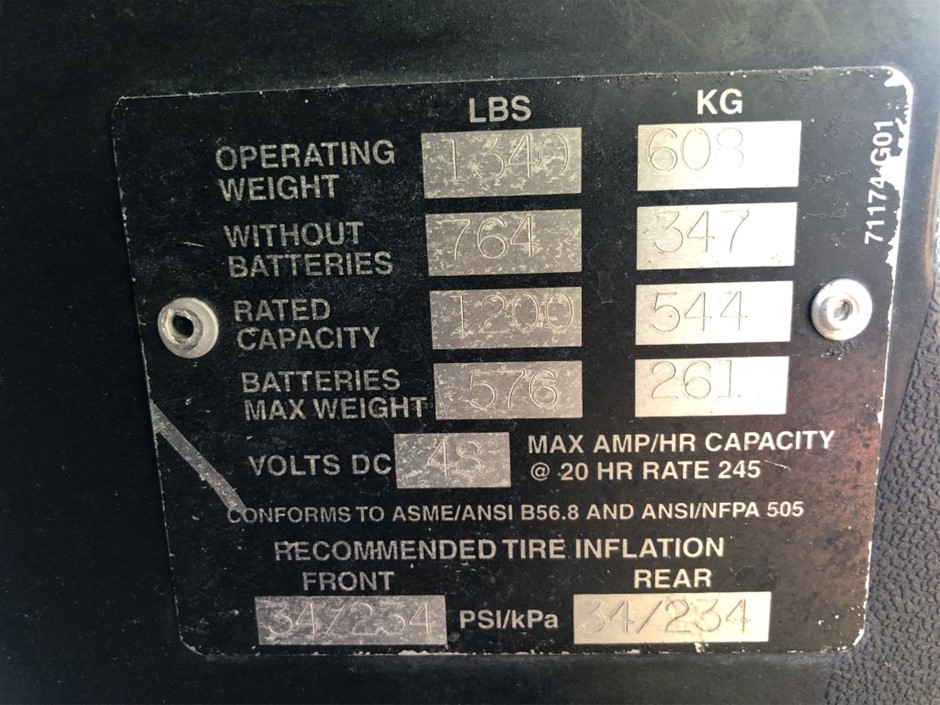 LBS KG
OPERATING WEIGHT 1340 608
WITHOUT BATTERIES 764 347
RATED CAPACITY 1200 544
BATTERIES MAX WEIGHT 576 261
VOLTS DC 48 MAX AMP/HR CAPACITY @ 20 HR RATE 245
CONFORMS TO ASME/ANSI B56.8 AND ANSI/NFPA 505
RECOMMENDED TIRE INFLATION
FRONT REAR
34/234 PSI/kPa 34/234
71174-G01